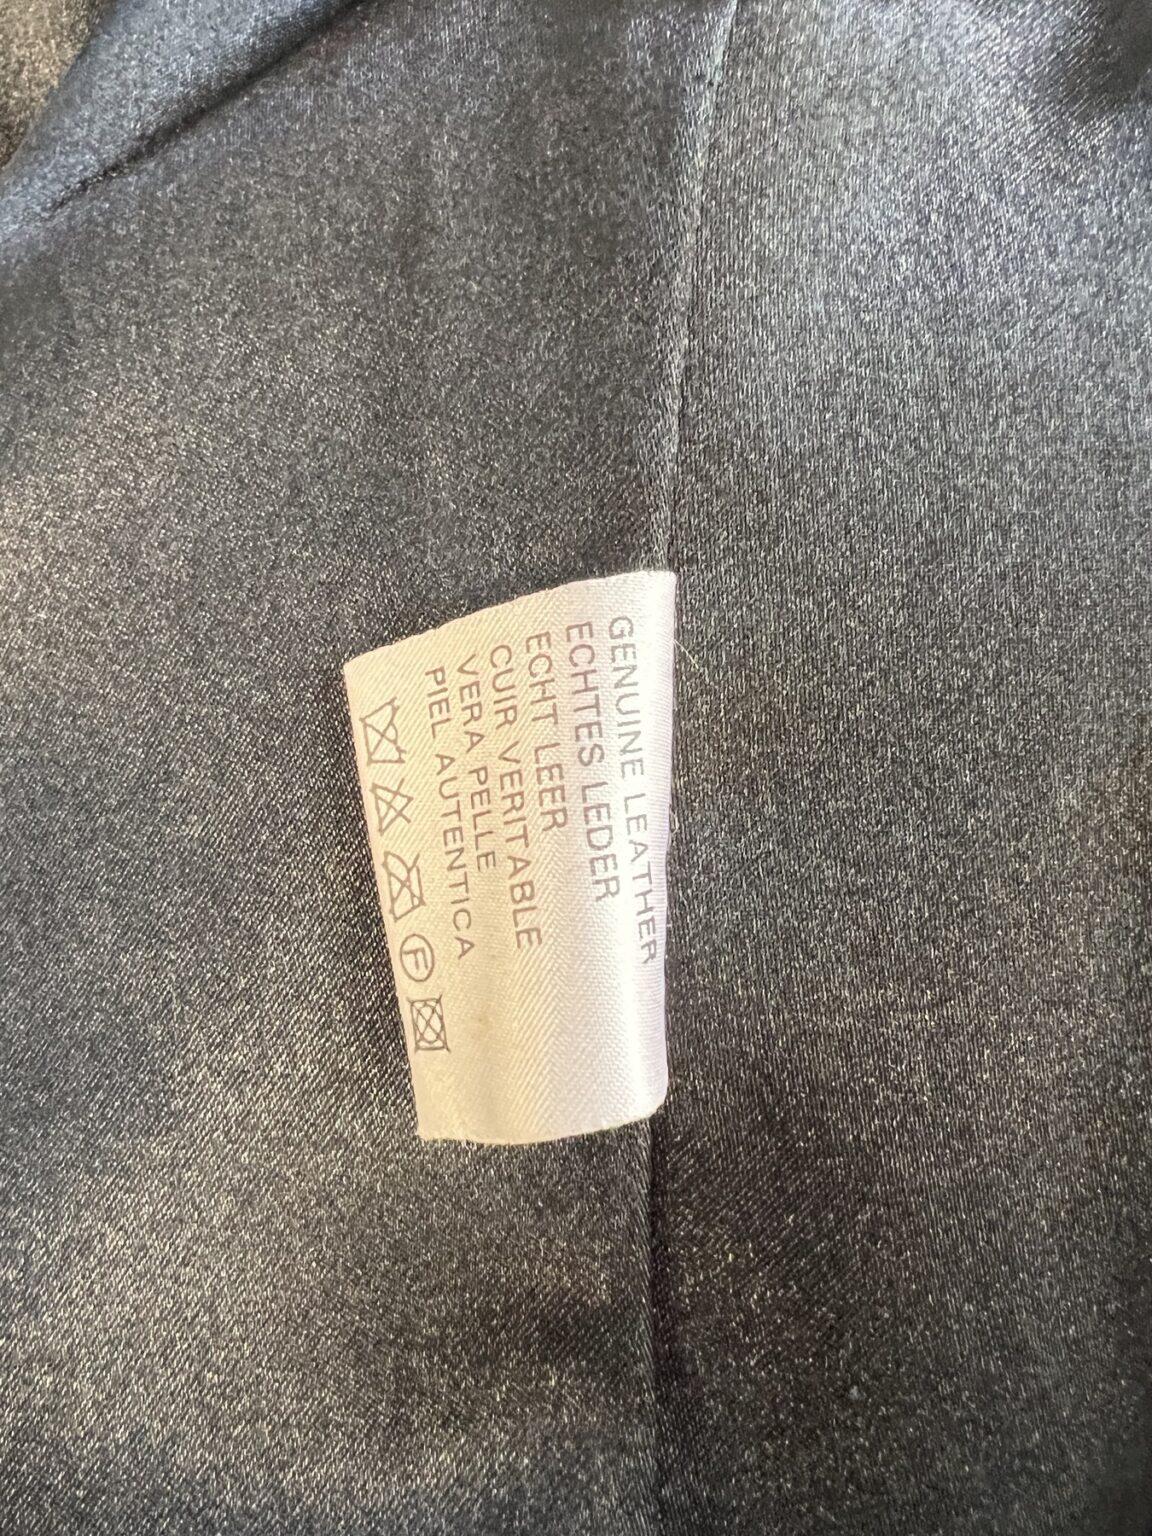 GENUINE LEATHER
ECHTES LEDER
ECHT LEER
CUIR VERITABLE
VERA PELLE
PIEL AUTENTICA
F